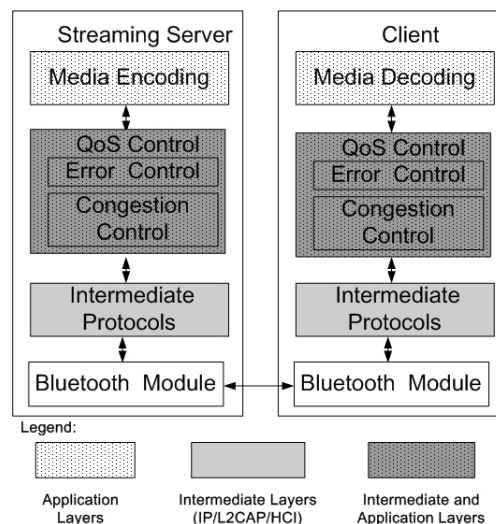 Streaming Server
Media Encoding
QoS Control
Error Control
Congestion
Control
Intermediate
Protocols
Bluetooth Module
Client
Media Decoding
QoS Control
Error Control
Congestion
Control
Intermediate
Protocols
Bluetooth Module
Legend:
Application
Layers
Intermediate Layers
(IP/L2CAP/HCI)
Intermediate and
Application Layers